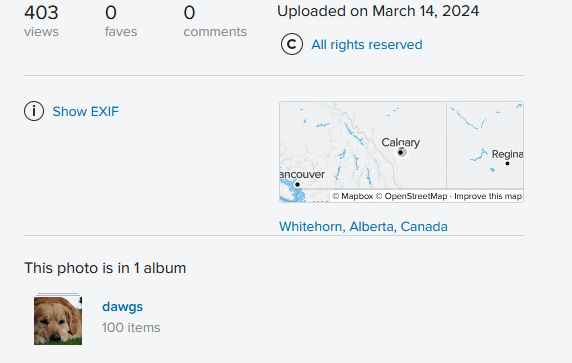 403
views
0
faves
0
comments
Uploaded on March 14, 2024
C All rights reserved
i Show EXIF
Calgary
Regina
ancouver
© Mapbox © OpenStreetMap · Improve this map
Whitehorn, Alberta, Canada
This photo is in 1 album
dawgs
100 items